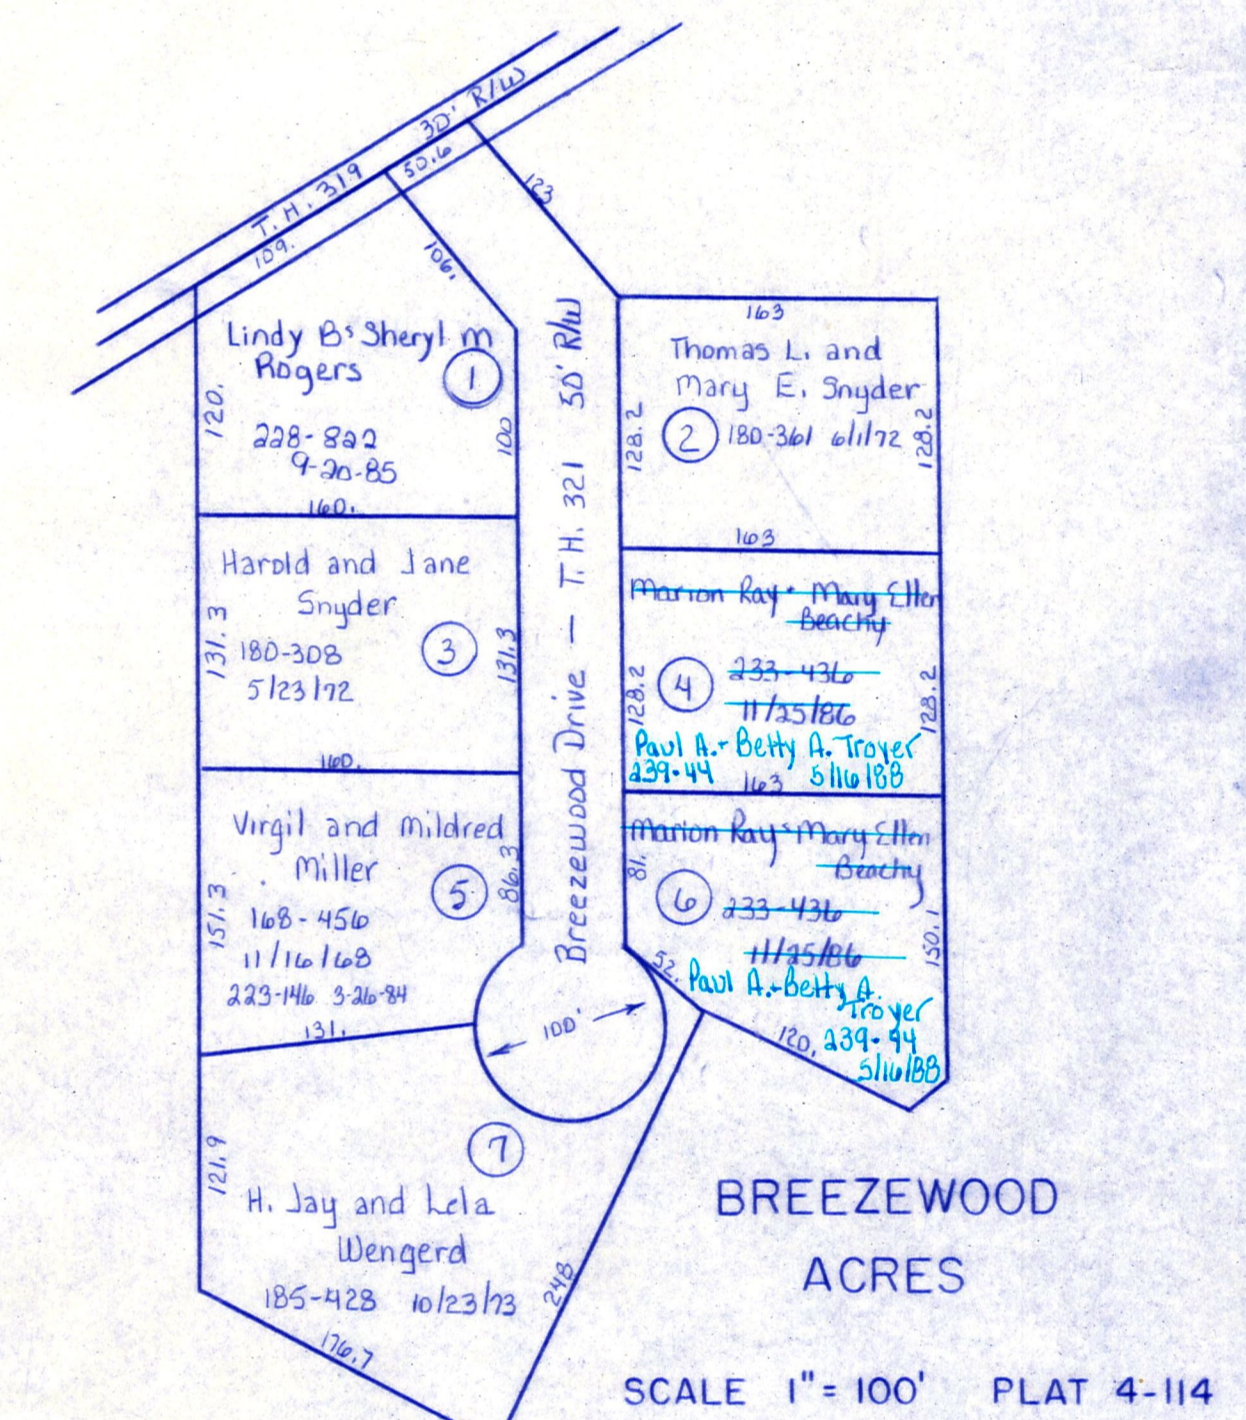 T.H. 319 30' R/W
109.
50.6
106.
123
Lindy B & Sheryl M
Rogers
1
120.
100
228-822
9-20-85
160.
Harold and Jane
Snyder
3
131.3
131.3
180-308
5/23/72
160.
Virgil and Mildred
Miller
5
151.3
86.3
168-456
11/16/68
223-146 3-26-84
131.
100'
7
121.9
H. Jay and Lela
Wengerd
185-428 10/23/73
248
176.7
Breezewood Drive — T.H. 321 50' R/W
163
Thomas L. and
Mary E. Snyder
2
180-361 6/1/72
128.2
128.2
163
Marion Ray & Mary Ellen
Beachy
4
128.2
128.2
233-436
11/25/86
Paul A. + Betty A. Troyer
239-44 5/16/88
163
Marion Ray & Mary Ellen
Beachy
81.
6
233-436
11/25/86
150.1
52.
Paul A. + Betty A.
Troyer
120.
239-44
5/16/88
BREEZEWOOD
ACRES
SCALE 1" = 100' PLAT 4-114